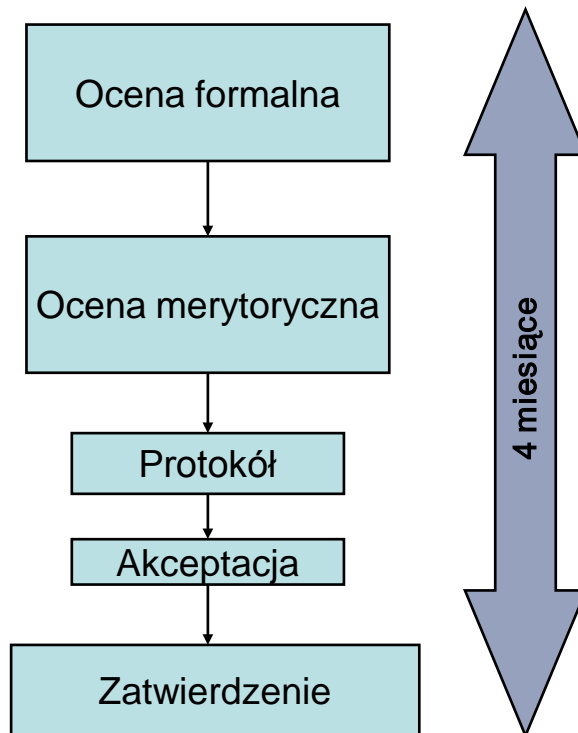 Ocena formalna
Ocena merytoryczna
Protokół
Akceptacja
Zatwierdzenie
4 miesiące